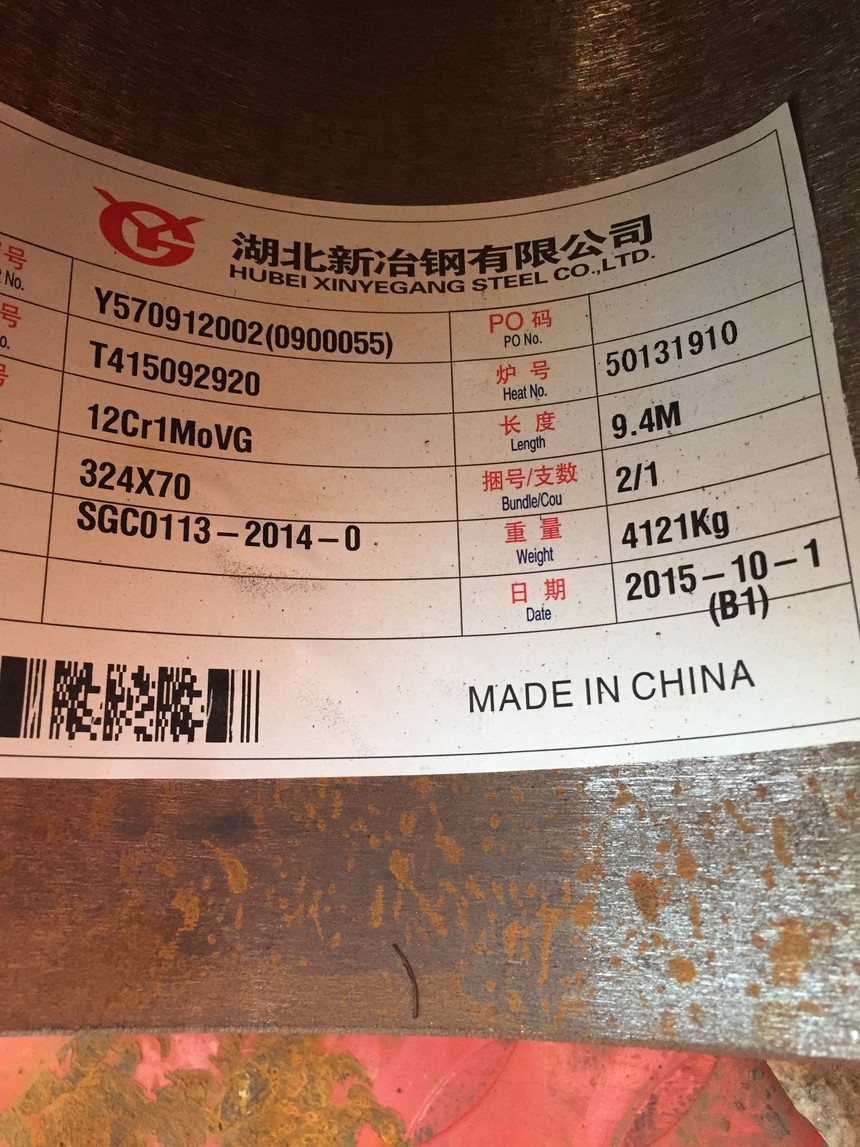 湖北新冶钢有限公司
HUBEI XINYEGANG STEEL CO.,LTD.
号
No.
Y570912002(0900055)
PO 码
PO No.
号
o.
T415092920
炉 号
Heat No.
50131910
号
12Cr1MoVG
长 度
Length
9.4M
324X70
捆号/支数
Bundle/Cou
2/1
SGC0113-2014-0
重 量
Weight
4121Kg
日 期
Date
2015-10-1
(B1)
MADE IN CHINA